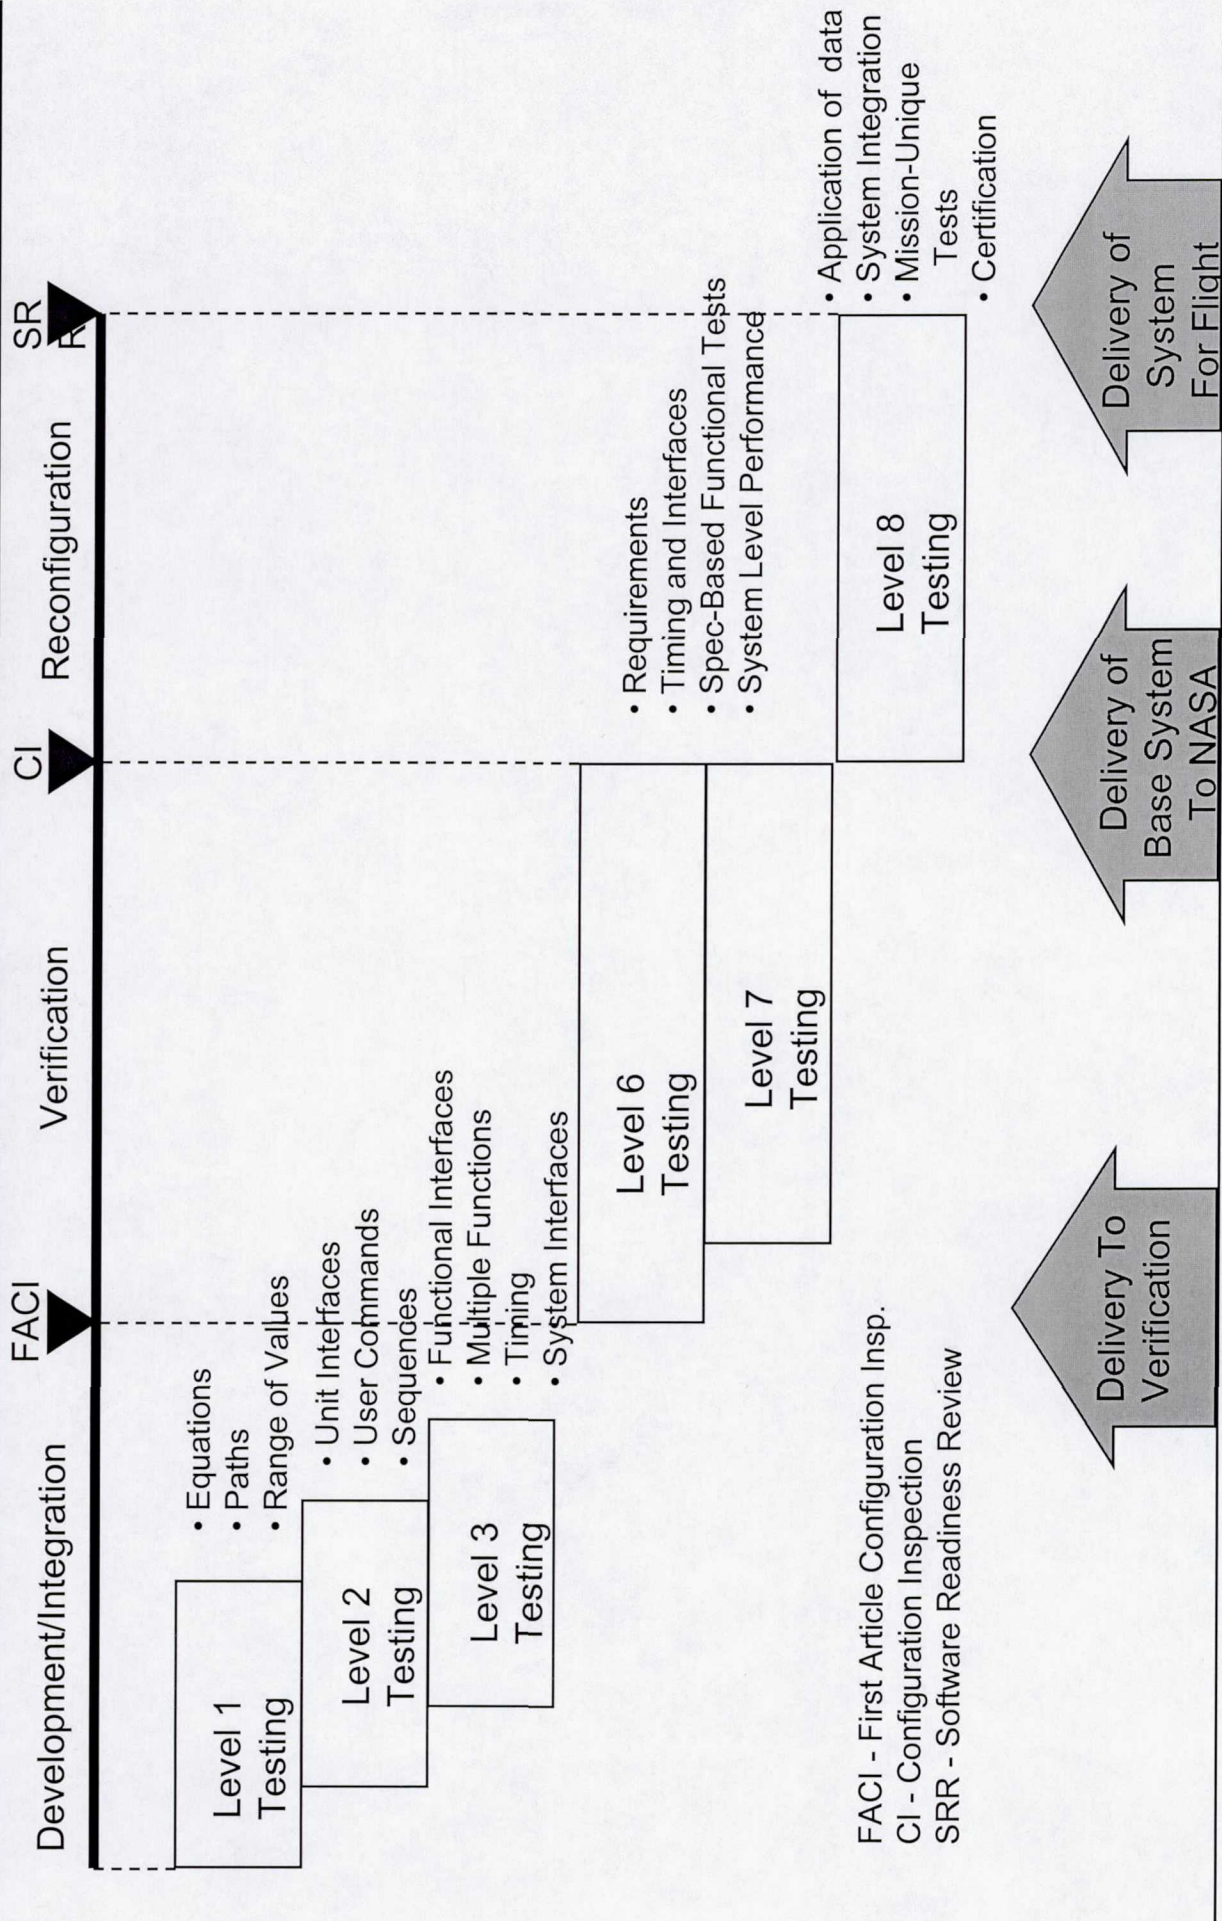 Development/Integration
FACI
Verification
CI
Reconfiguration
SR
R
Level 1
Testing
• Equations
• Paths
• Range of Values
Level 2
Testing
• Unit Interfaces
• User Commands
• Sequences
Level 3
Testing
• Functional Interfaces
• Multiple Functions
• Timing
• System Interfaces
Level 6
Testing
Level 7
Testing
• Requirements
• Timing and Interfaces
• Spec-Based Functional Tests
• System Level Performance
Level 8
Testing
• Application of data
• System Integration
• Mission-Unique
Tests
• Certification
FACI - First Article Configuration Insp.
CI - Configuration Inspection
SRR - Software Readiness Review
Delivery To
Verification
Delivery of
Base System
To NASA
Delivery of
System
For Flight